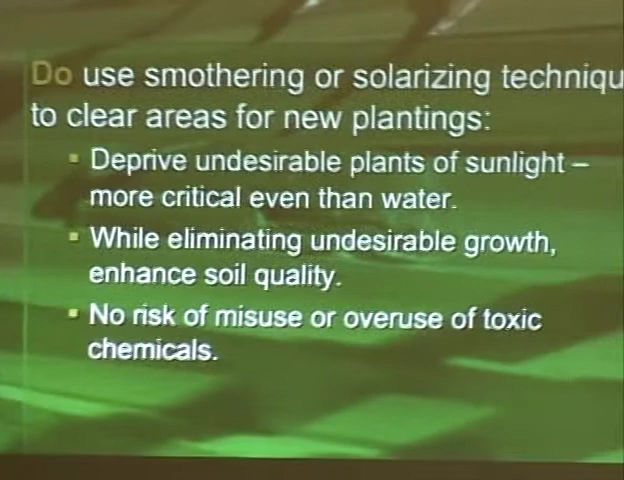 Do use smothering or solarizing techniqu
to clear areas for new plantings:
▪ Deprive undesirable plants of sunlight –
more critical even than water.
▪ While eliminating undesirable growth,
enhance soil quality.
▪ No risk of misuse or overuse of toxic
chemicals.